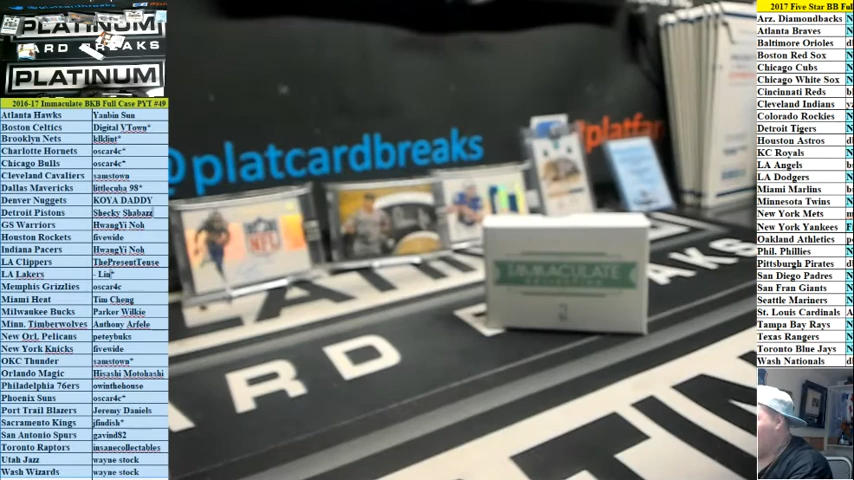 PLATINUM
CARD BREAKS
PLATINUM
2016-17 Immaculate BKB Full Case PYT #49
Atlanta Hawks Yanbin Sun
Boston Celtics Digital VTown*
Brooklyn Nets klklint*
Charlotte Hornets oscar4c*
Chicago Bulls oscar4c*
Cleveland Cavaliers samstown
Dallas Mavericks littlecuba 98*
Denver Nuggets KOYA DADDY
Detroit Pistons Shecky Shabazz
GS Warriors HwangYi Noh
Houston Rockets fivewide
Indiana Pacers HwangYi Noh
LA Clippers ThePresentTense
LA Lakers - Lin*
Memphis Grizzlies oscar4c
Miami Heat Tim Cheng
Milwaukee Bucks Parker Wilkie
Minn. Timberwolves Anthony Arfele
New Orl. Pelicans peteybuks
New York Knicks fivewide
OKC Thunder samstown*
Orlando Magic Hisashi Motohashi
Philadelphia 76ers owinthehouse
Phoenix Suns oscar4c*
Port Trail Blazers Jeremy Daniels
Sacramento Kings jfindish*
San Antonio Spurs gavind82
Toronto Raptors insanecollectables
Utah Jazz wayne stock
Wash Wizards wayne stock
@platcardbreaks
/platfor
NFL
IMMACULATE
COLLECTION
ARD
BREAKS
2017 Five Star BB Ful
Arz. Diamondbacks N
Atlanta Braves N
Baltimore Orioles d
Boston Red Sox N
Chicago Cubs N
Chicago White Sox N
Cincinnati Reds b
Cleveland Indians y
Colorado Rockies N
Detroit Tigers N
Houston Astros d
KC Royals N
LA Angels b
LA Dodgers N
Miami Marlins b
Minnesota Twins N
New York Mets m
New York Yankees F
Oakland Athletics N
Phil. Phillies N
Pittsburgh Pirates d
San Diego Padres N
San Fran Giants N
Seattle Mariners N
St. Louis Cardinals A
Tampa Bay Rays N
Texas Rangers N
Toronto Blue Jays N
Wash Nationals d